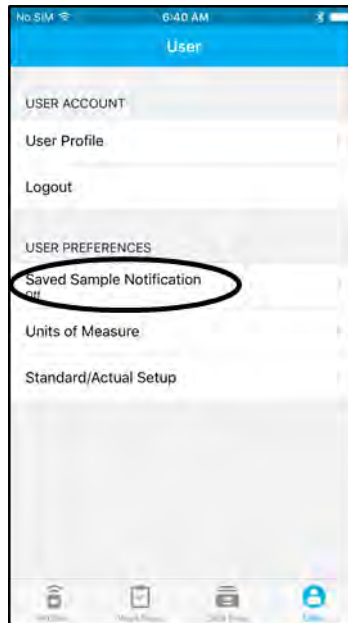 No SIM 6:40 AM
User
USER ACCOUNT
User Profile
Logout
USER PREFERENCES
Saved Sample Notification
Off
Units of Measure
Standard/Actual Setup